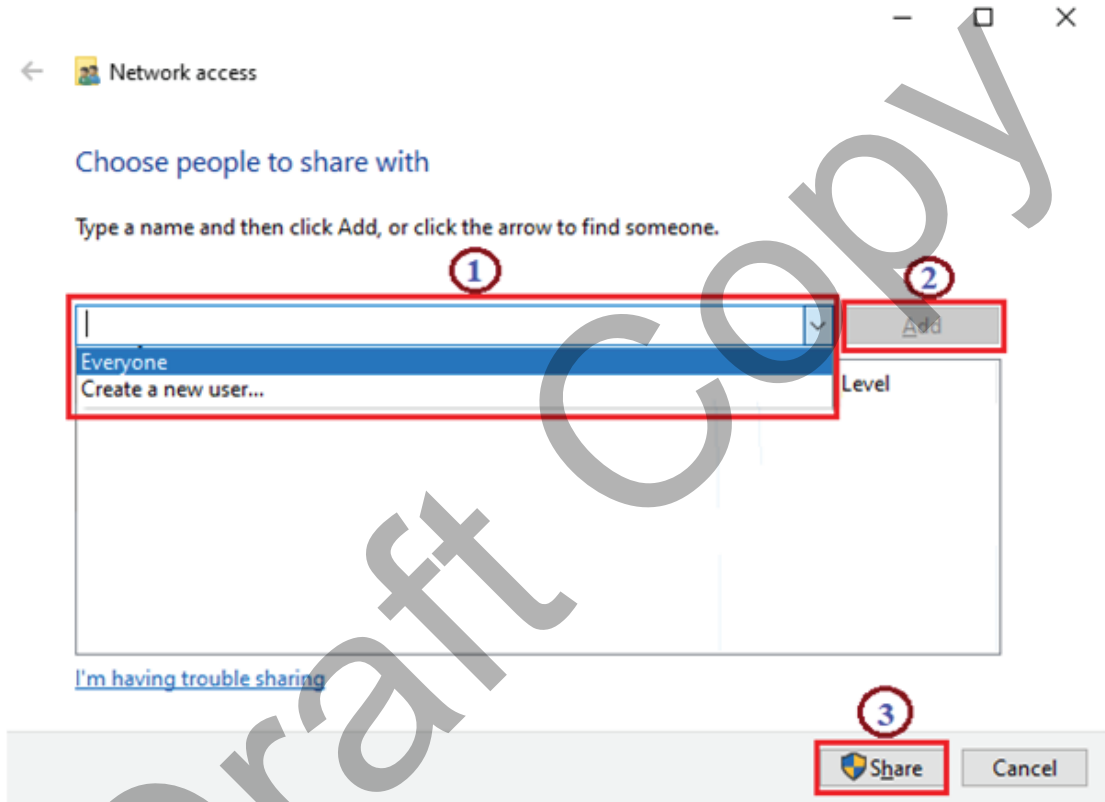 Network access
Choose people to share with
Type a name and then click Add, or click the arrow to find someone.
1
2
Add
Everyone
Create a new user...
Level
I'm having trouble sharing
3
Share
Cancel
Draft Copy